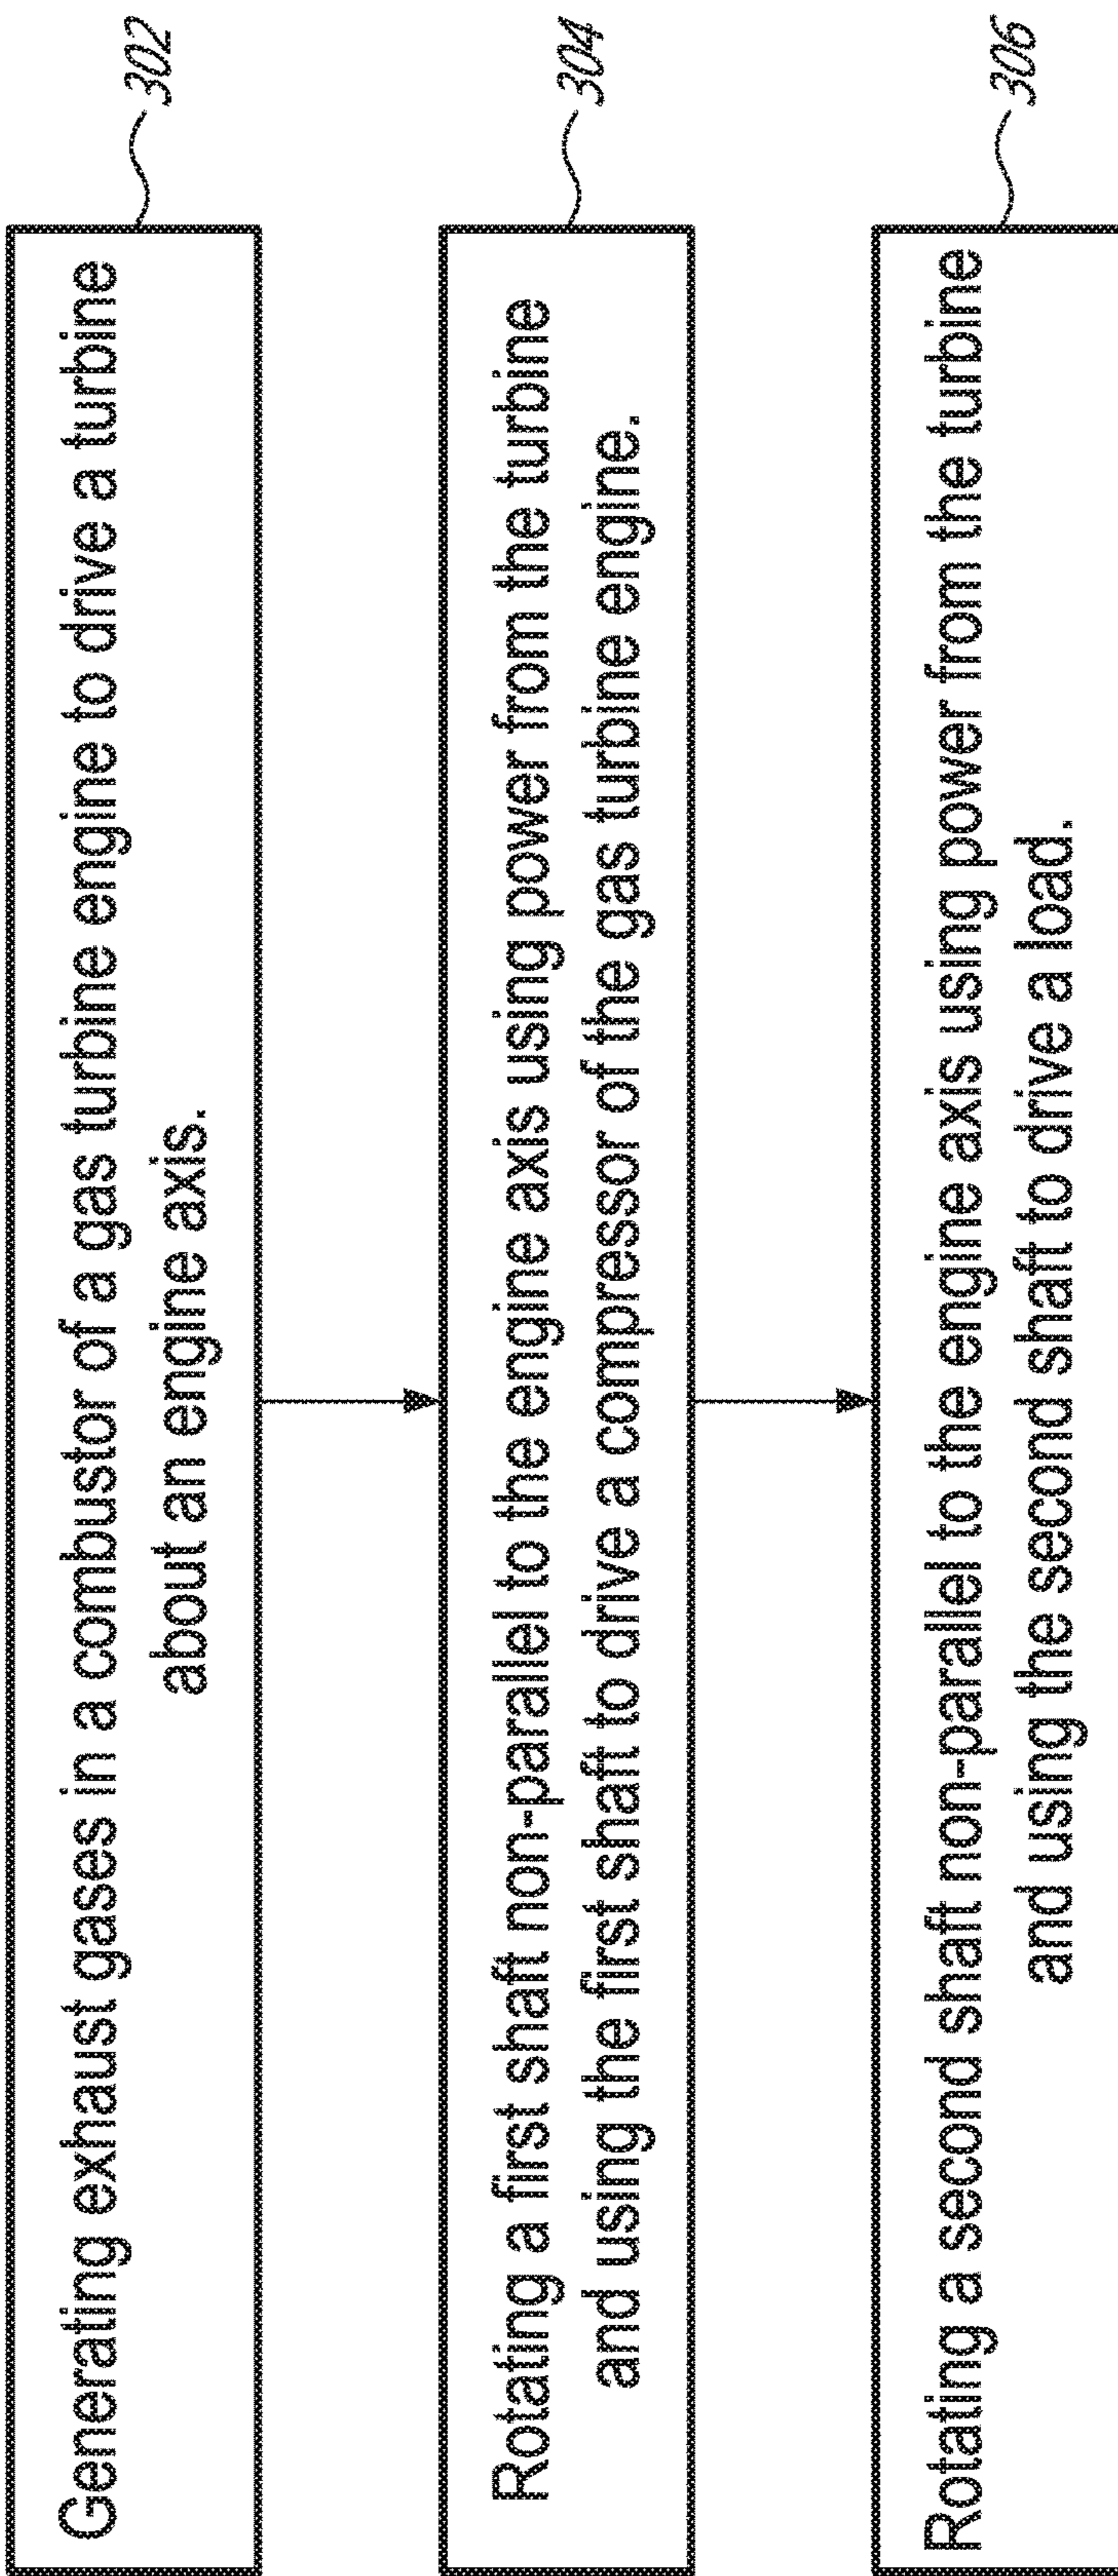 Generating exhaust gases in a combustor of a gas turbine engine to drive a turbine
about an engine axis.
302
Rotating a first shaft non-parallel to the engine axis using power from the turbine
and using the first shaft to drive a compressor of the gas turbine engine.
304
Rotating a second shaft non-parallel to the engine axis using power from the turbine
and using the second shaft to drive a load.
306